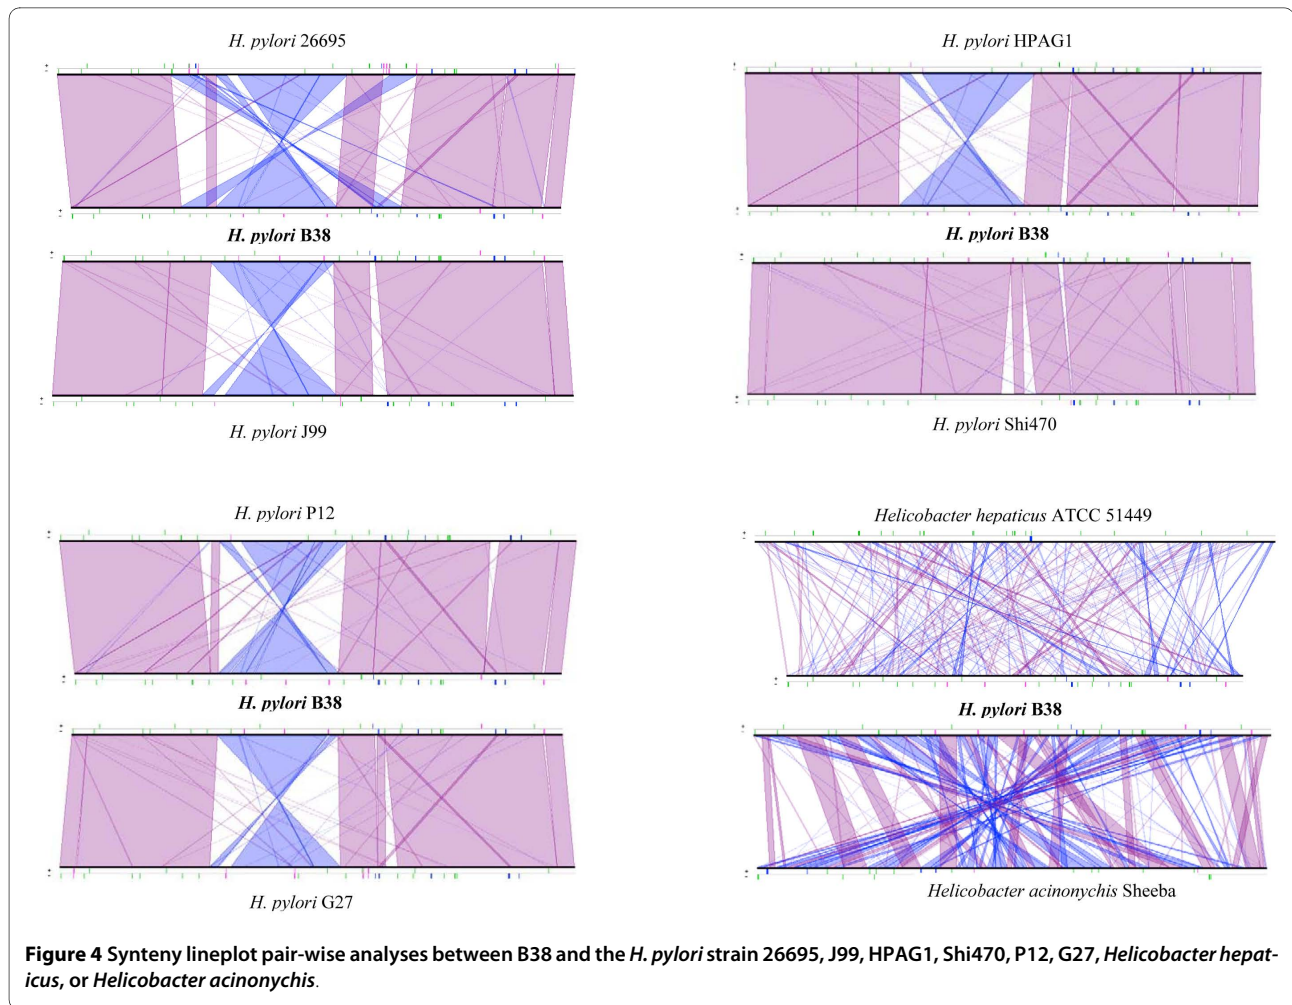 H. pylori 26695
H. pylori HPAG1
H. pylori B38
H. pylori B38
H. pylori J99
H. pylori Shi470
H. pylori P12
Helicobacter hepaticus ATCC 51449
H. pylori B38
H. pylori B38
H. pylori G27
Helicobacter acinonychis Sheeba
Figure 4 Synteny lineplot pair-wise analyses between B38 and the H. pylori strain 26695, J99, HPAG1, Shi470, P12, G27, Helicobacter hepat-
icus, or Helicobacter acinonychis.